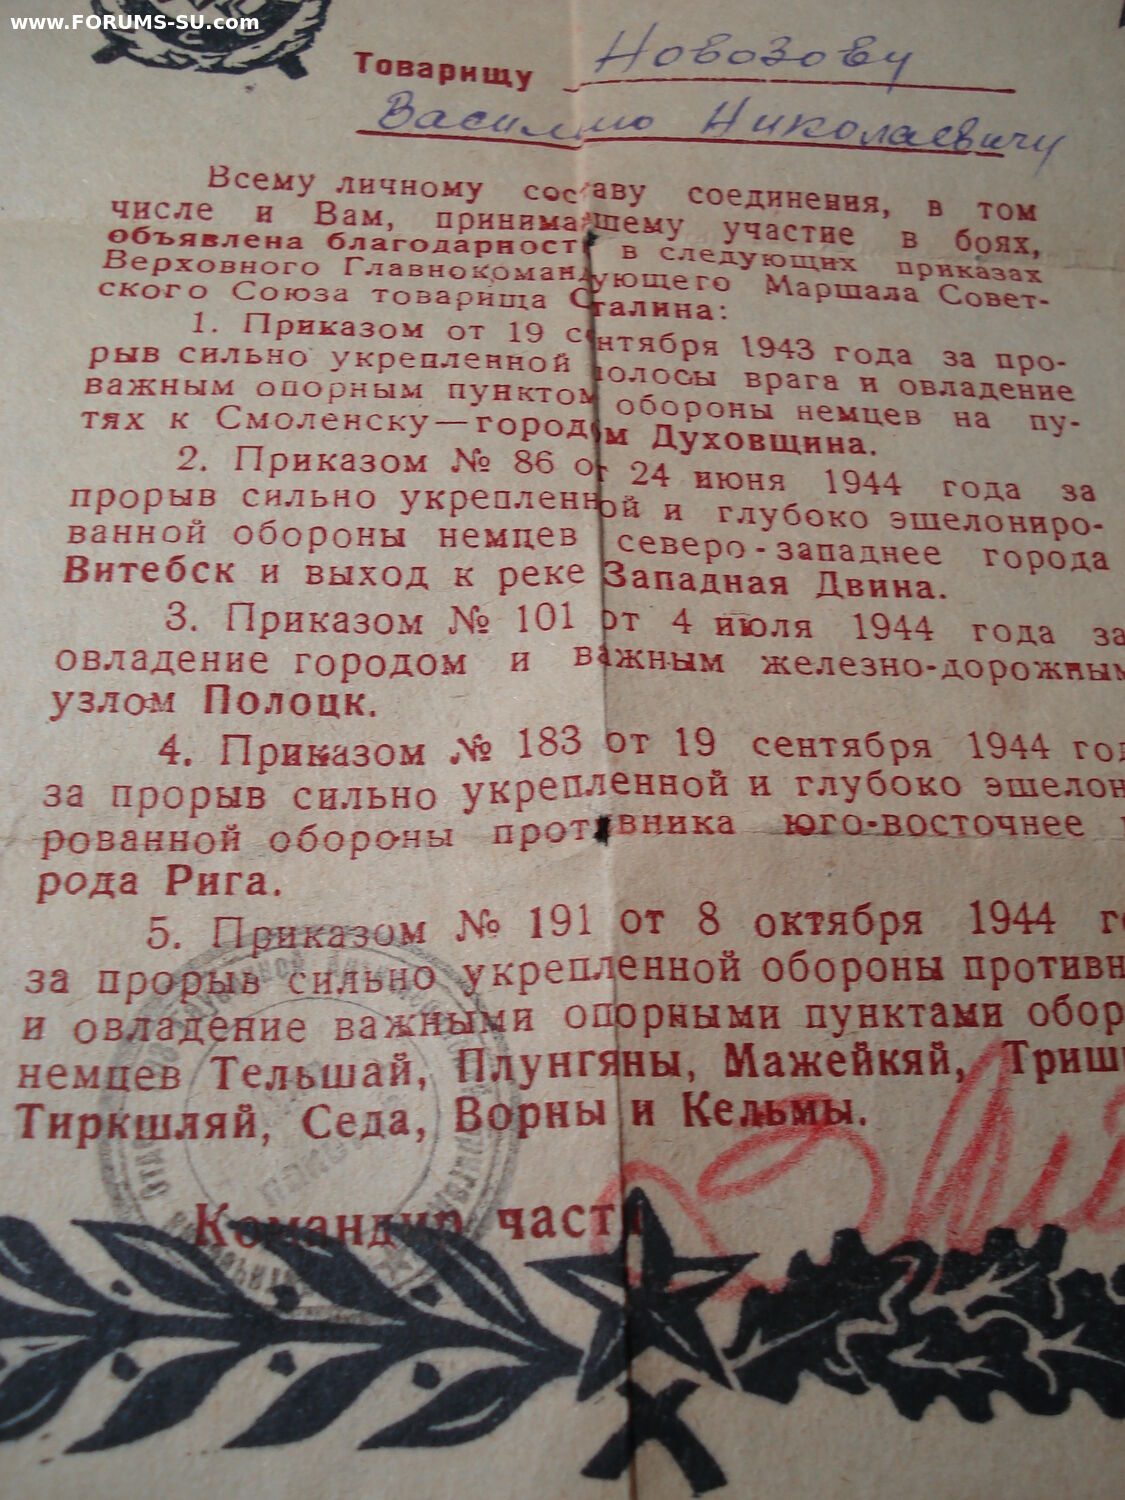 www.FORUMS-SU.com
Товарищу Новозову
Василию Николаевичу
Всему личному составу соединения, в том
числе и Вам, принимавшему участие в боях,
объявлена благодарность в следующих приказах
Верховного Главнокомандующего Маршала Совет-
ского Союза товарища Сталина:
1. Приказом от 19 сентября 1943 года за про-
рыв сильно укрепленной полосы врага и овладение
важным опорным пунктом обороны немцев на пу-
тях к Смоленску—городом Духовщина.
2. Приказом № 86 от 24 июня 1944 года за
прорыв сильно укрепленной и глубоко эшелониро-
ванной обороны немцев северо-западнее города
Витебск и выход к реке Западная Двина.
3. Приказом № 101 от 4 июля 1944 года за
овладение городом и важным железно-дорожным
узлом Полоцк.
4. Приказом № 183 от 19 сентября 1944 год
за прорыв сильно укрепленной и глубоко эшелон
рованной обороны противника юго-восточнее
рода Рига.
5. Приказом № 191 от 8 октября 1944 г
за прорыв сильно укрепленной обороны противн
и овладение важными опорными пунктами обор
немцев Тельшай, Плунгяны, Мажейкяй, Триш
Тиркшляй, Седа, Ворны и Кельмы.
Командир части